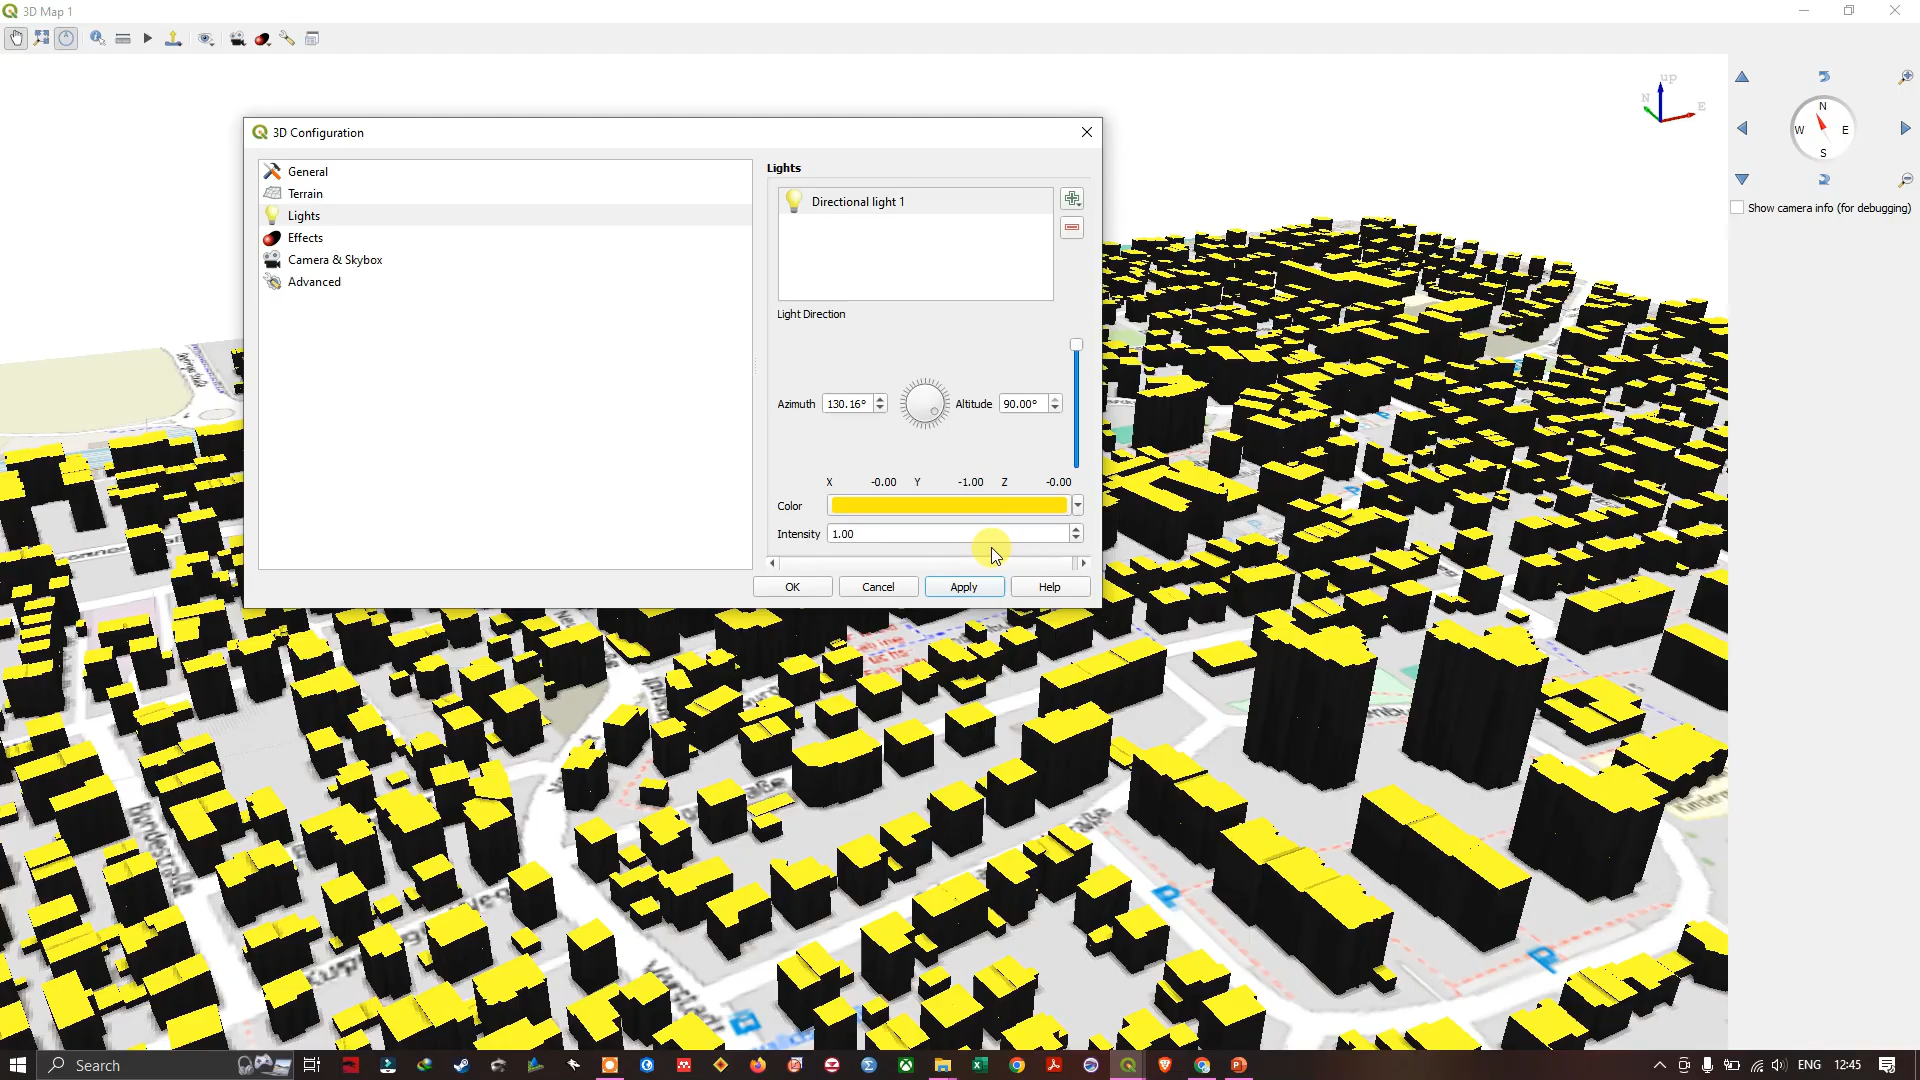 3D Map 1
up
N
E
N
W
E
S
Show camera info (for debugging)
3D Configuration
General
Terrain
Lights
Effects
Camera & Skybox
Advanced
Lights
Directional light 1
Light Direction
Azimuth 130.16° Altitude 90.00°
X -0.00 Y -1.00 Z -0.00
Color
Intensity 1.00
OK Cancel Apply Help
Search
ENG 12:45